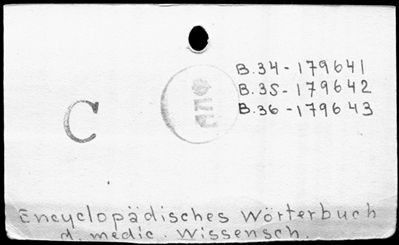 B.34-179641
B.35-179642
B.36-179643
C
Encyclopädisches Wörterbuch
d. medic. Wissensch.